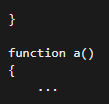 }
function a()
{
    ...